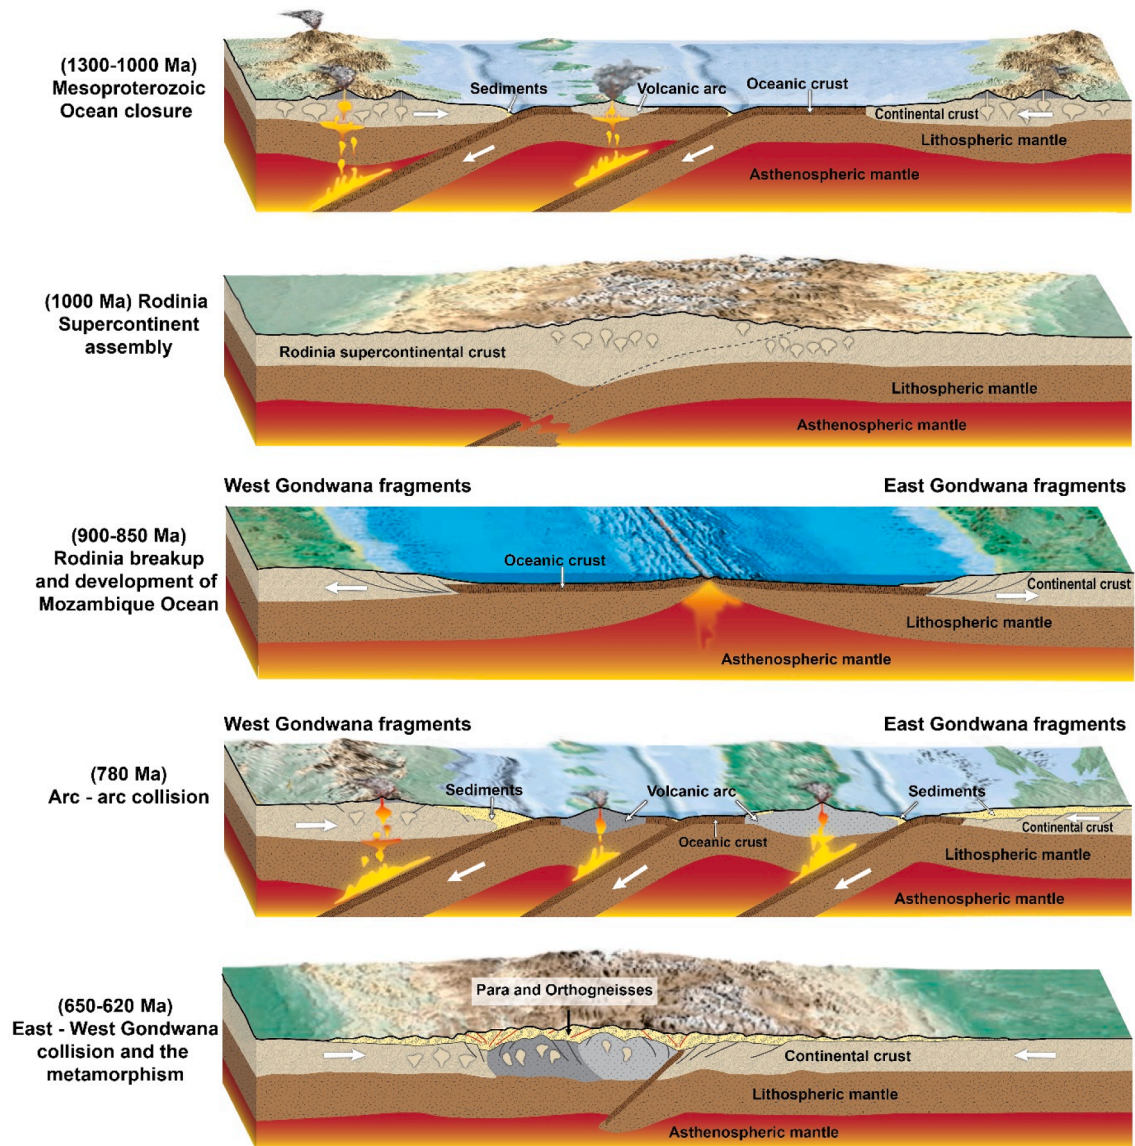 (1300-1000 Ma)
Mesoproterozoic
Ocean closure
Sediments
Volcanic arc
Oceanic crust
Continental crust
Lithospheric mantle
Asthenospheric mantle
(1000 Ma) Rodinia
Supercontinent
assembly
Rodinia supercontinental crust
Lithospheric mantle
Asthenospheric mantle
West Gondwana fragments
East Gondwana fragments
(900-850 Ma)
Rodinia breakup
and development of
Mozambique Ocean
Oceanic crust
Continental crust
Lithospheric mantle
Asthenospheric mantle
West Gondwana fragments
East Gondwana fragments
(780 Ma)
Arc - arc collision
Sediments
Volcanic arc
Sediments
Oceanic crust
Continental crust
Lithospheric mantle
Asthenospheric mantle
(650-620 Ma)
East - West Gondwana
collision and the
metamorphism
Para and Orthogneisses
Continental crust
Lithospheric mantle
Asthenospheric mantle